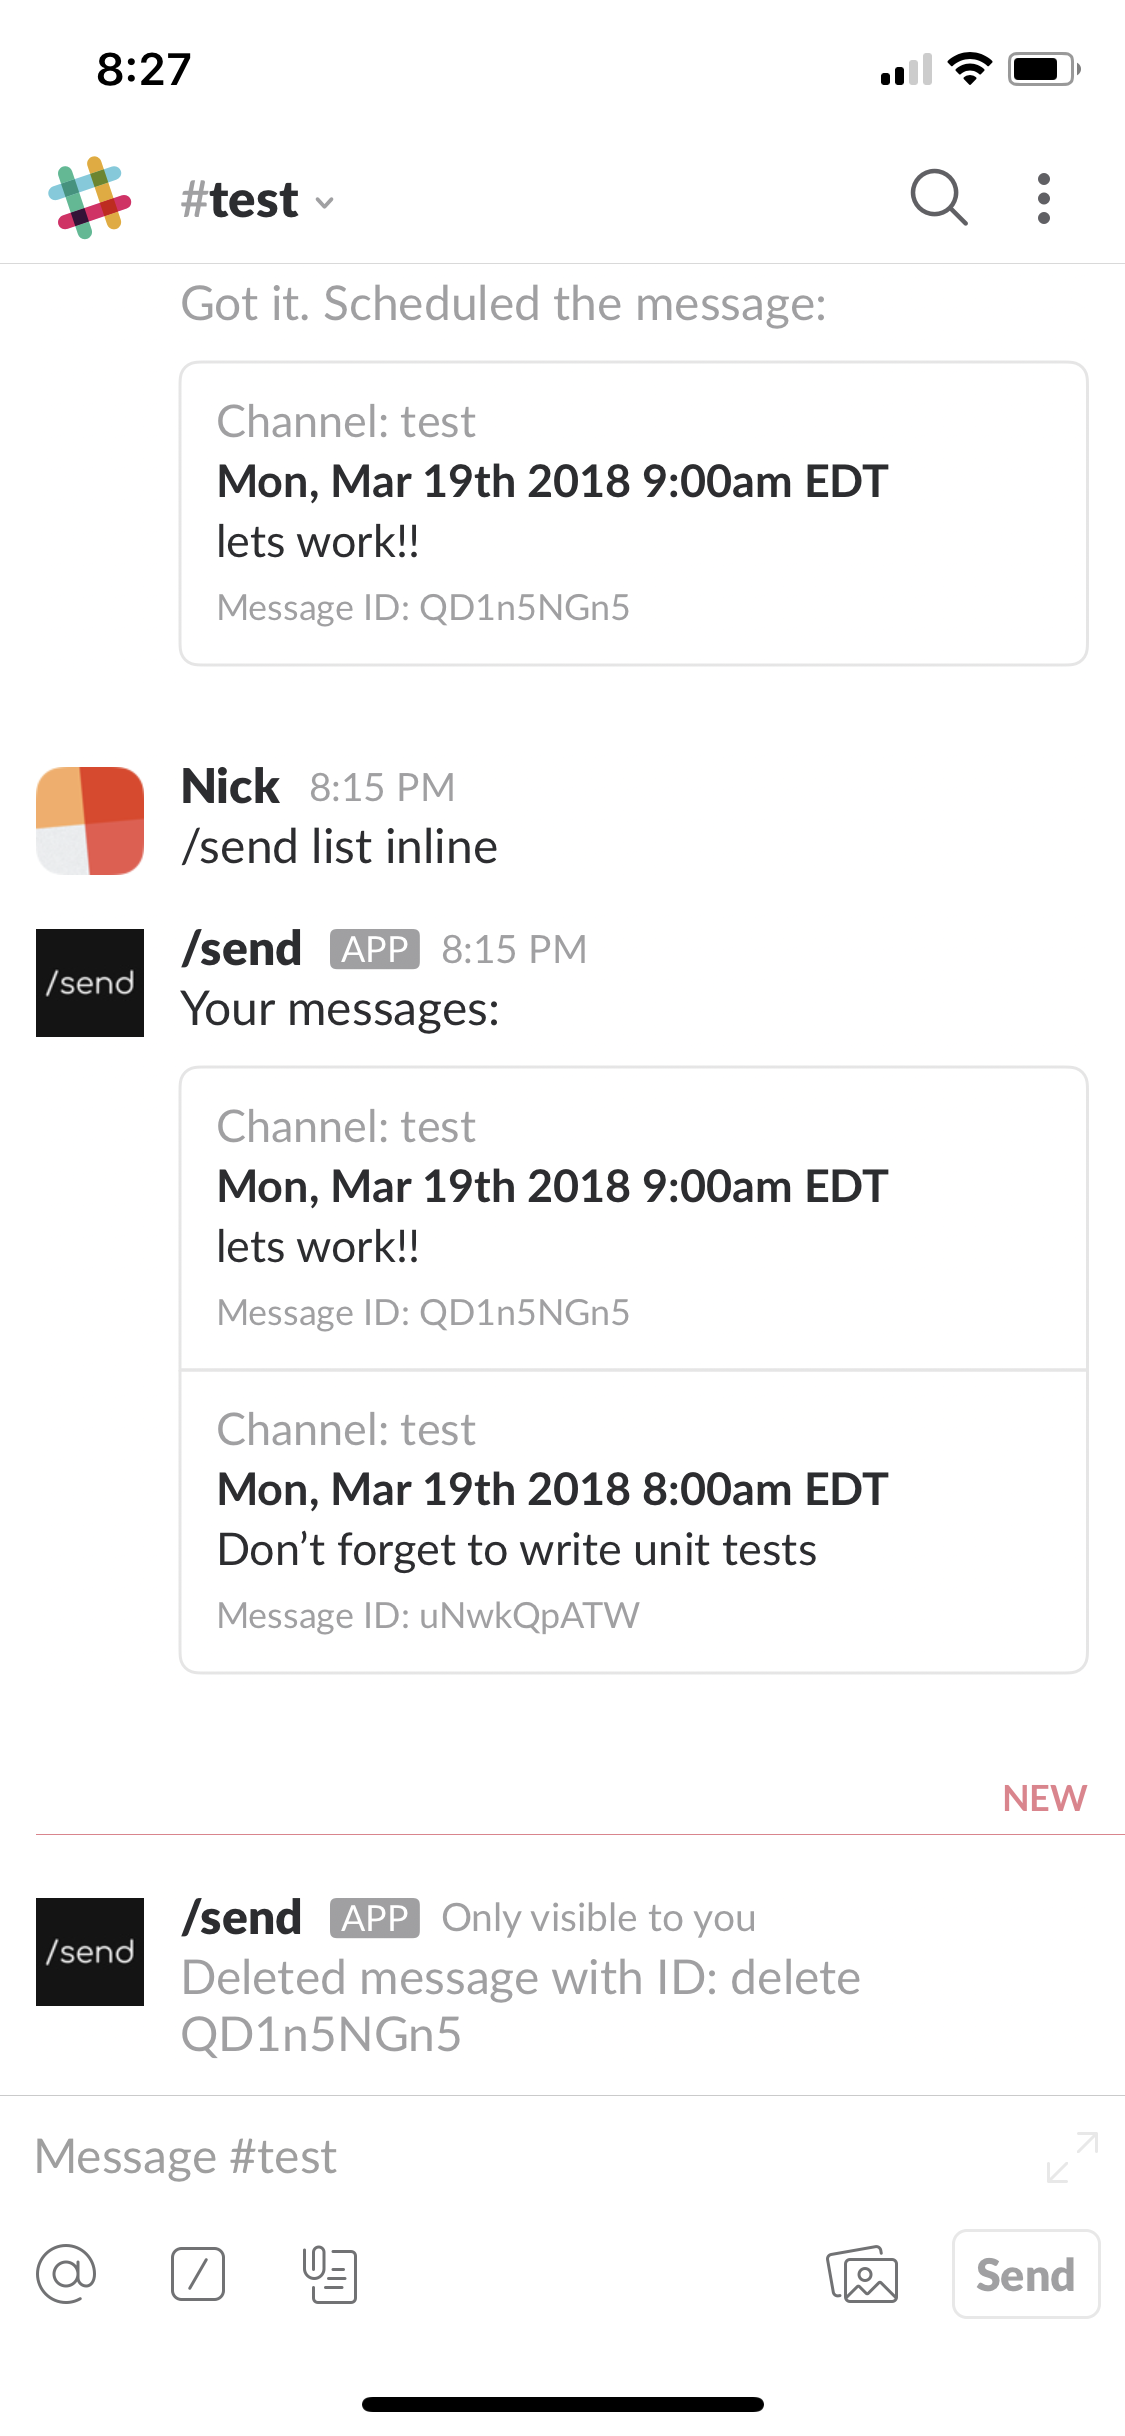 8:27
#test
Got it. Scheduled the message:
Channel: test
Mon, Mar 19th 2018 9:00am EDT
lets work!!
Message ID: QD1n5NGn5
Nick 8:15 PM
/send list inline
/send
/send APP 8:15 PM
Your messages:
Channel: test
Mon, Mar 19th 2018 9:00am EDT
lets work!!
Message ID: QD1n5NGn5
Channel: test
Mon, Mar 19th 2018 8:00am EDT
Don’t forget to write unit tests
Message ID: uNwkQpATW
NEW
/send
/send APP Only visible to you
Deleted message with ID: delete
QD1n5NGn5
Message #test
Send